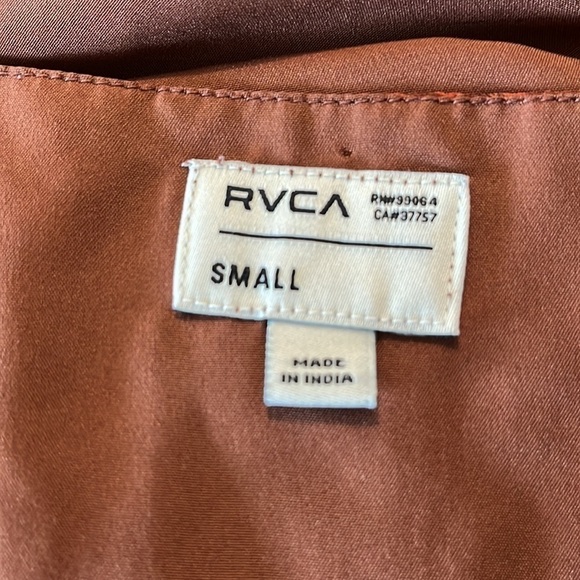 RVCA
RN#99064
CA#37757
SMALL
MADE
IN INDIA